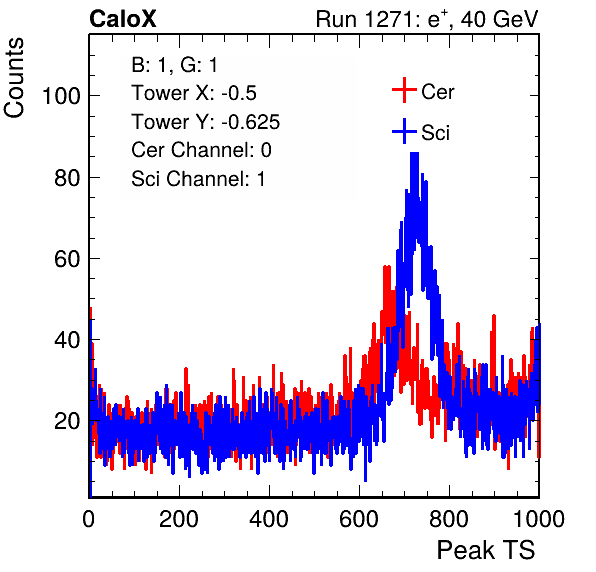 CaloX
Run 1271: e+, 40 GeV
Counts
B: 1, G: 1
Tower X: -0.5
Tower Y: -0.625
Cer Channel: 0
Sci Channel: 1
Cer
Sci
100
80
60
40
20
0 200 400 600 800 1000
Peak TS